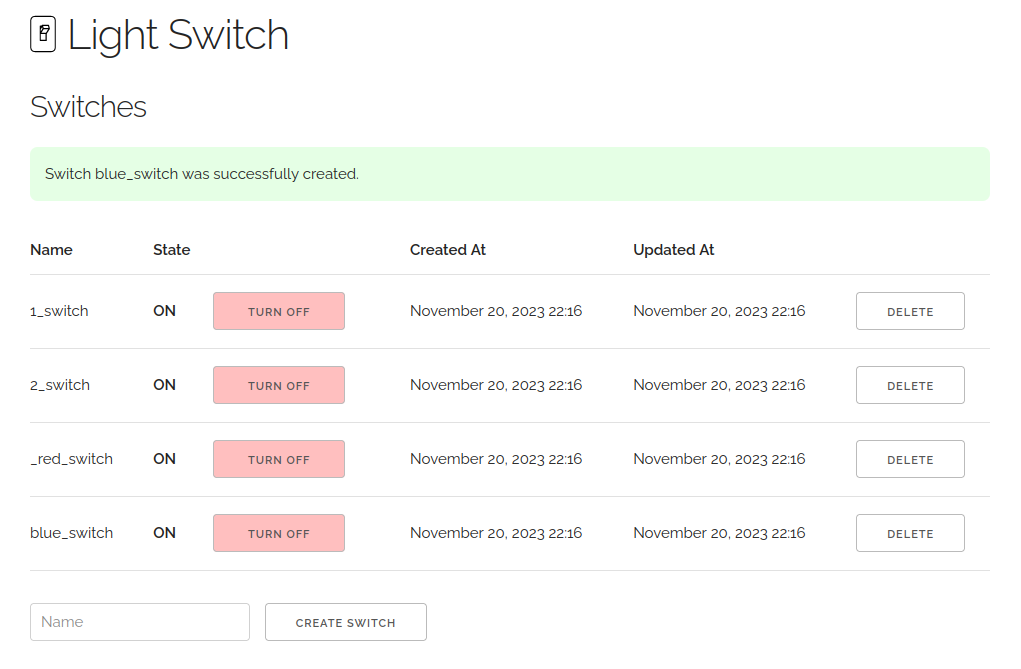 Light Switch
Switches
Switch blue_switch was successfully created.
Name State Created At Updated At
1_switch ON TURN OFF November 20, 2023 22:16 November 20, 2023 22:16 DELETE
2_switch ON TURN OFF November 20, 2023 22:16 November 20, 2023 22:16 DELETE
_red_switch ON TURN OFF November 20, 2023 22:16 November 20, 2023 22:16 DELETE
blue_switch ON TURN OFF November 20, 2023 22:16 November 20, 2023 22:16 DELETE
Name CREATE SWITCH